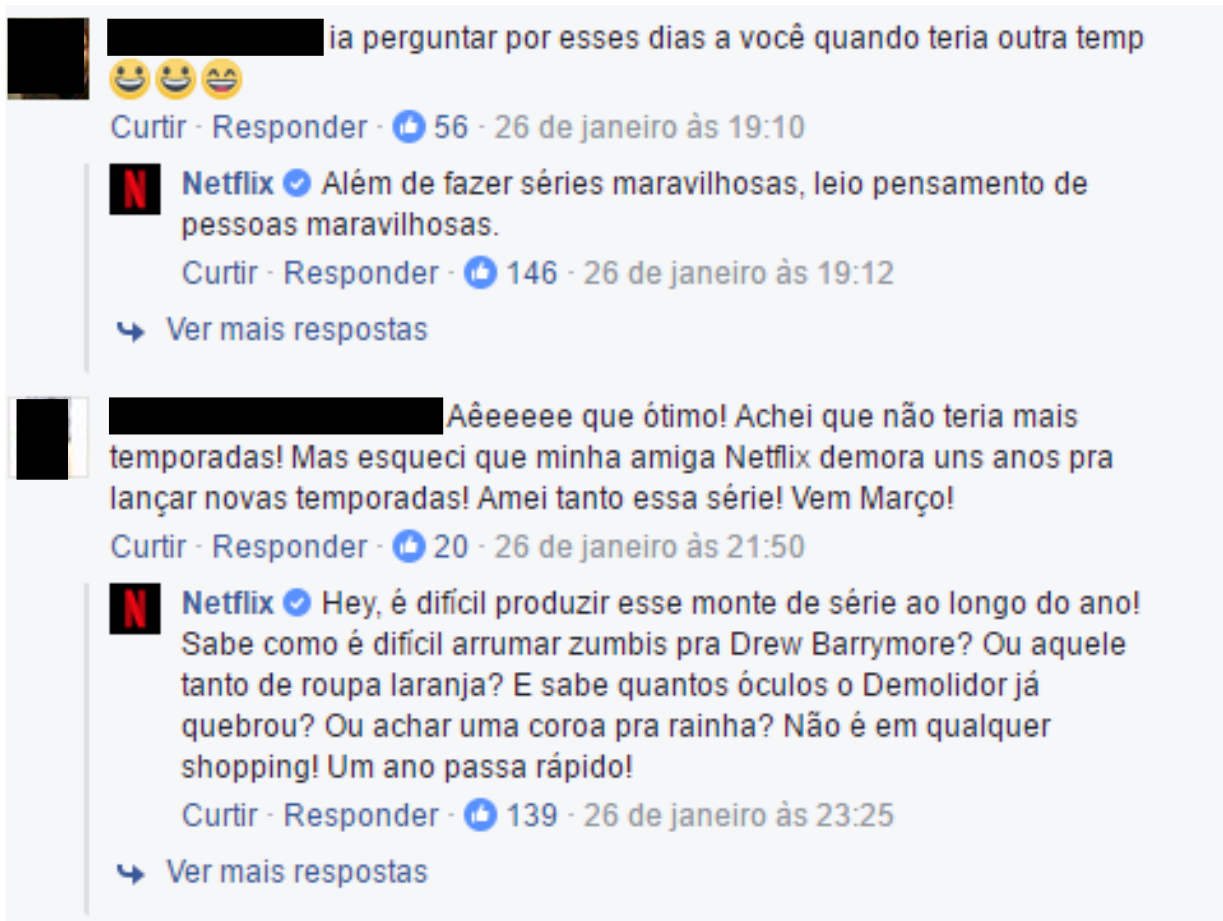 ia perguntar por esses dias a você quando teria outra temp
😃😃😄
Curtir · Responder · 56 · 26 de janeiro às 19:10
N
Netflix Além de fazer séries maravilhosas, leio pensamento de
pessoas maravilhosas.
Curtir · Responder · 146 · 26 de janeiro às 19:12
Ver mais respostas
Aêeeeee que ótimo! Achei que não teria mais
temporadas! Mas esqueci que minha amiga Netflix demora uns anos pra
lançar novas temporadas! Amei tanto essa série! Vem Março!
Curtir · Responder · 20 · 26 de janeiro às 21:50
N
Netflix Hey, é difícil produzir esse monte de série ao longo do ano!
Sabe como é difícil arrumar zumbis pra Drew Barrymore? Ou aquele
tanto de roupa laranja? E sabe quantos óculos o Demolidor já
quebrou? Ou achar uma coroa pra rainha? Não é em qualquer
shopping! Um ano passa rápido!
Curtir · Responder · 139 · 26 de janeiro às 23:25
Ver mais respostas